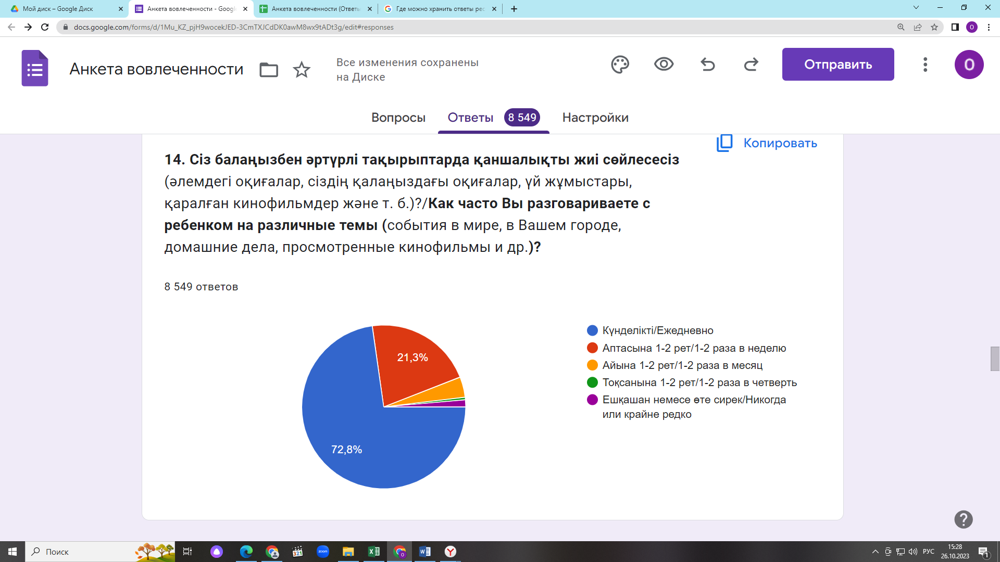 Мой диск – Google Диск
Анкета вовлеченности - Googl
Анкета вовлеченности (Ответы
Где можно хранить ответы рес
docs.google.com/forms/d/1Mu_KZ_pjH9wocekJED-3CmTXJCdDK0awM8wx9tADt3g/edit#responses
O
Анкета вовлеченности
Все изменения сохранены
на Диске
Отправить
O
Вопросы
Ответы
8 549
Настройки
Копировать
14. Сіз балаңызбен әртүрлі тақырыптарда қаншалықты жиі сөйлесесіз
(әлемдегі оқиғалар, сіздің қалаңыздағы оқиғалар, үй жұмыстары,
қаралған кинофильмдер және т. б.)?/Как часто Вы разговариваете с
ребенком на различные темы (события в мире, в Вашем городе,
домашние дела, просмотренные кинофильмы и др.)?
8 549 ответов
21,3%
72,8%
Күнделікті/Ежедневно
Аптасына 1-2 рет/1-2 раза в неделю
Айына 1-2 рет/1-2 раза в месяц
Тоқсанына 1-2 рет/1-2 раза в четверть
Ешқашан немесе өте сирек/Никогда
или крайне редко
Поиск
321
zoom
РУС
15:28
26.10.2023
1